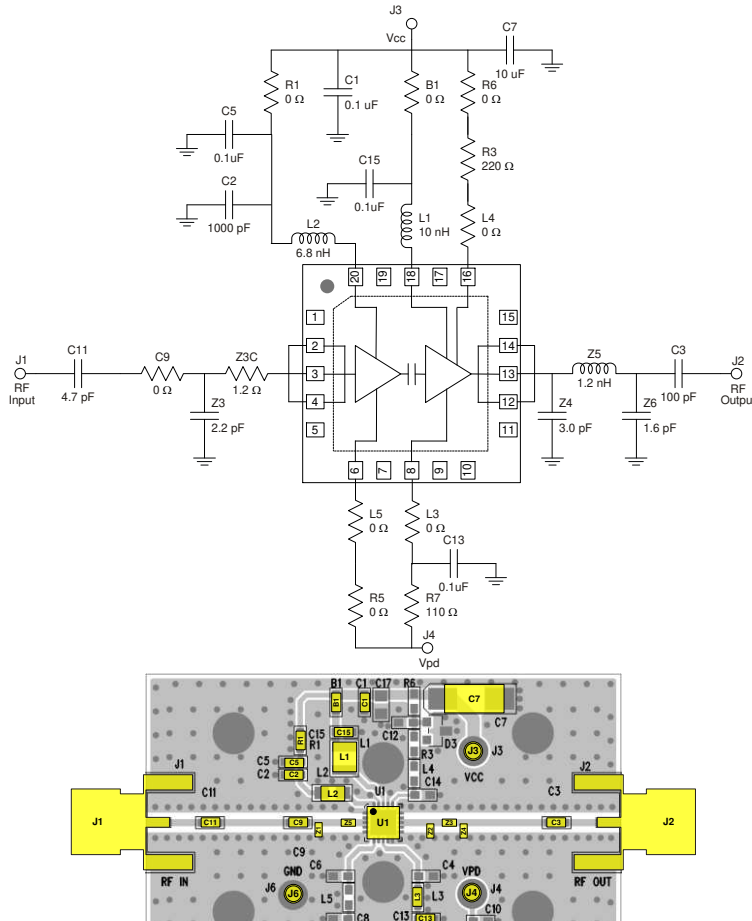 J3
Vcc
C7
10 uF
R1
0 Ω
C1
0.1 uF
B1
0 Ω
R6
0 Ω
C5
0.1uF
R3
220 Ω
C15
0.1uF
C2
1000 pF
L2
6.8 nH
L1
10 nH
L4
0 Ω
20
19
18
17
16
1
15
2
14
3
13
4
12
5
11
6
7
8
9
10
J1
RF
Input
C11
4.7 pF
C9
0 Ω
Z3C
1.2 Ω
Z3
2.2 pF
Z5
1.2 nH
C3
100 pF
J2
RF
Outpu
Z4
3.0 pF
Z6
1.6 pF
L5
0 Ω
L3
0 Ω
C13
0.1uF
R5
0 Ω
R7
110 Ω
J4
Vpd
B1
C1
C17
R6
C1
C7
C7
R1
C15
R1
C15
L1
L1
C12
D3
R3
J3
J3
VCC
C5
C5
C2
C2
L2
L2
L4
C14
J1
J2
U1
U1
C11
C11
C9
Z1
Z5
Z2
Z3
Z4
C3
C3
J1
J2
C9
GND
C6
C4
VPD
RF IN
RF OUT
J6
J6
L5
L3
L3
J4
J4
C8
C13
C13
C10